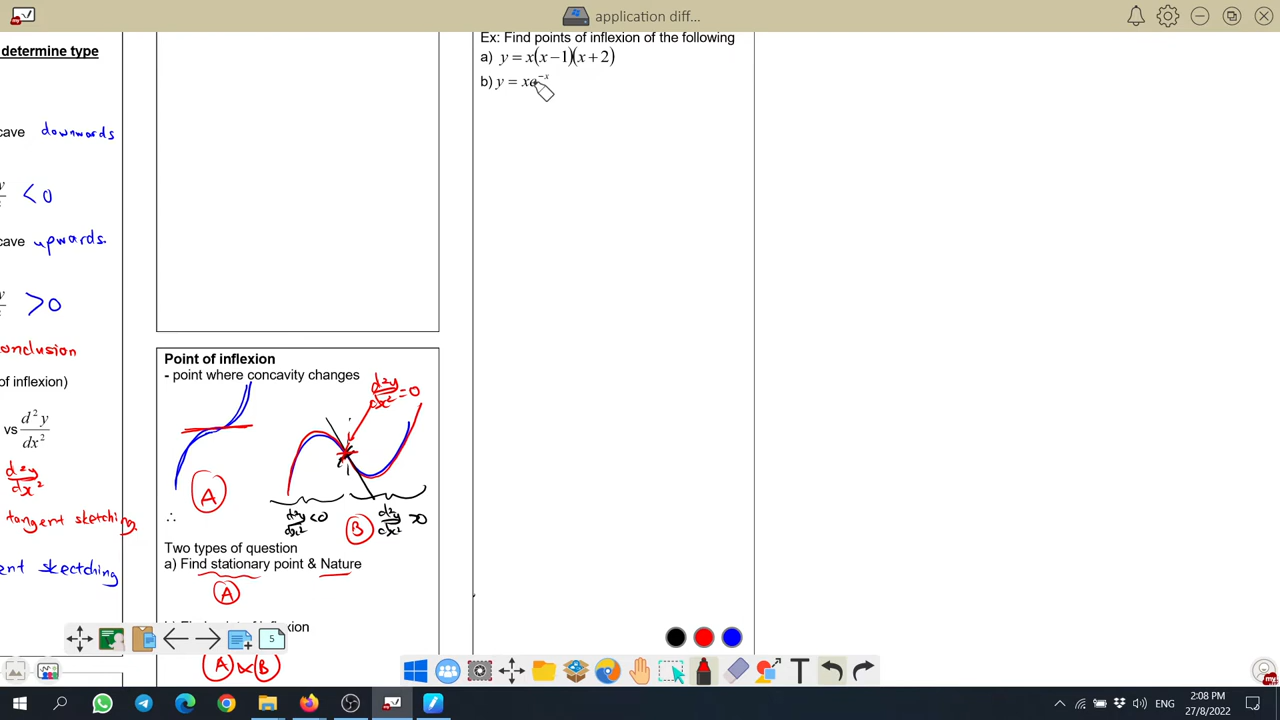 application diff...
determine type
cave downwards
< 0
cave upwards.
> 0
onclusion
of inflexion)
vs d²y/dx²
d²y/dx²
tangent sketching.
ent sketching
Point of inflexion
- point where concavity changes
d²y/dx² = 0
A
∴
d²y/dx² < 0
B
d²y/dx² > 0
Two types of question
a) Find stationary point & Nature
A
inflexion
A & B
Ex: Find points of inflexion of the following
a) y = x(x − 1)(x + 2)
b) y = xe⁻ˣ
5
T
ENG
2:08 PM
27/8/2022